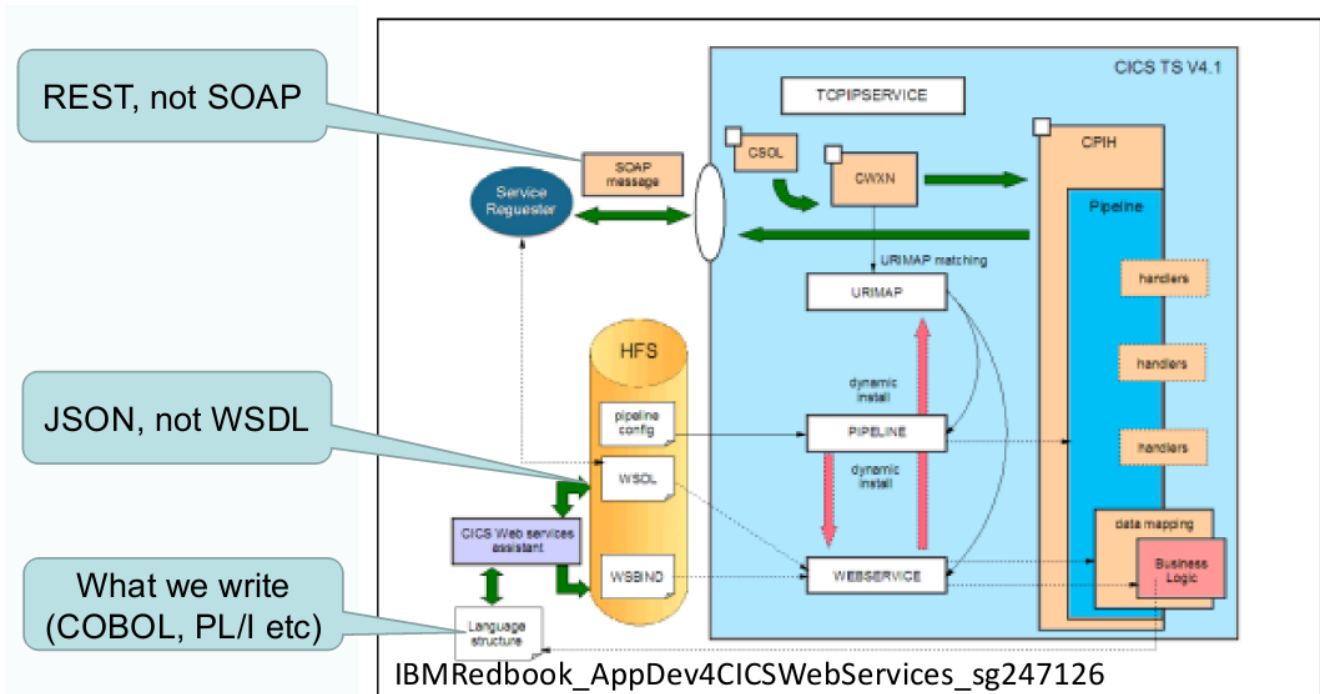 REST, not SOAP
JSON, not WSDL
What we write
(COBOL, PL/I etc)
CICS TS V4.1
TCPIPSERVICE
CSOL
CWXN
CPIH
SOAP
message
Service
Reguester
Pipeline
URIMAP matching
URIMAP
handlers
HFS
dynamic
install
handlers
pipeline
config
PIPELINE
handlers
WSDL
dynamic
install
CICS Web services
assistant
data mapping
WSBIND
WEBSERVICE
Business
Logic
Language
structure
IBMRedbook_AppDev4CICSWebServices_sg247126